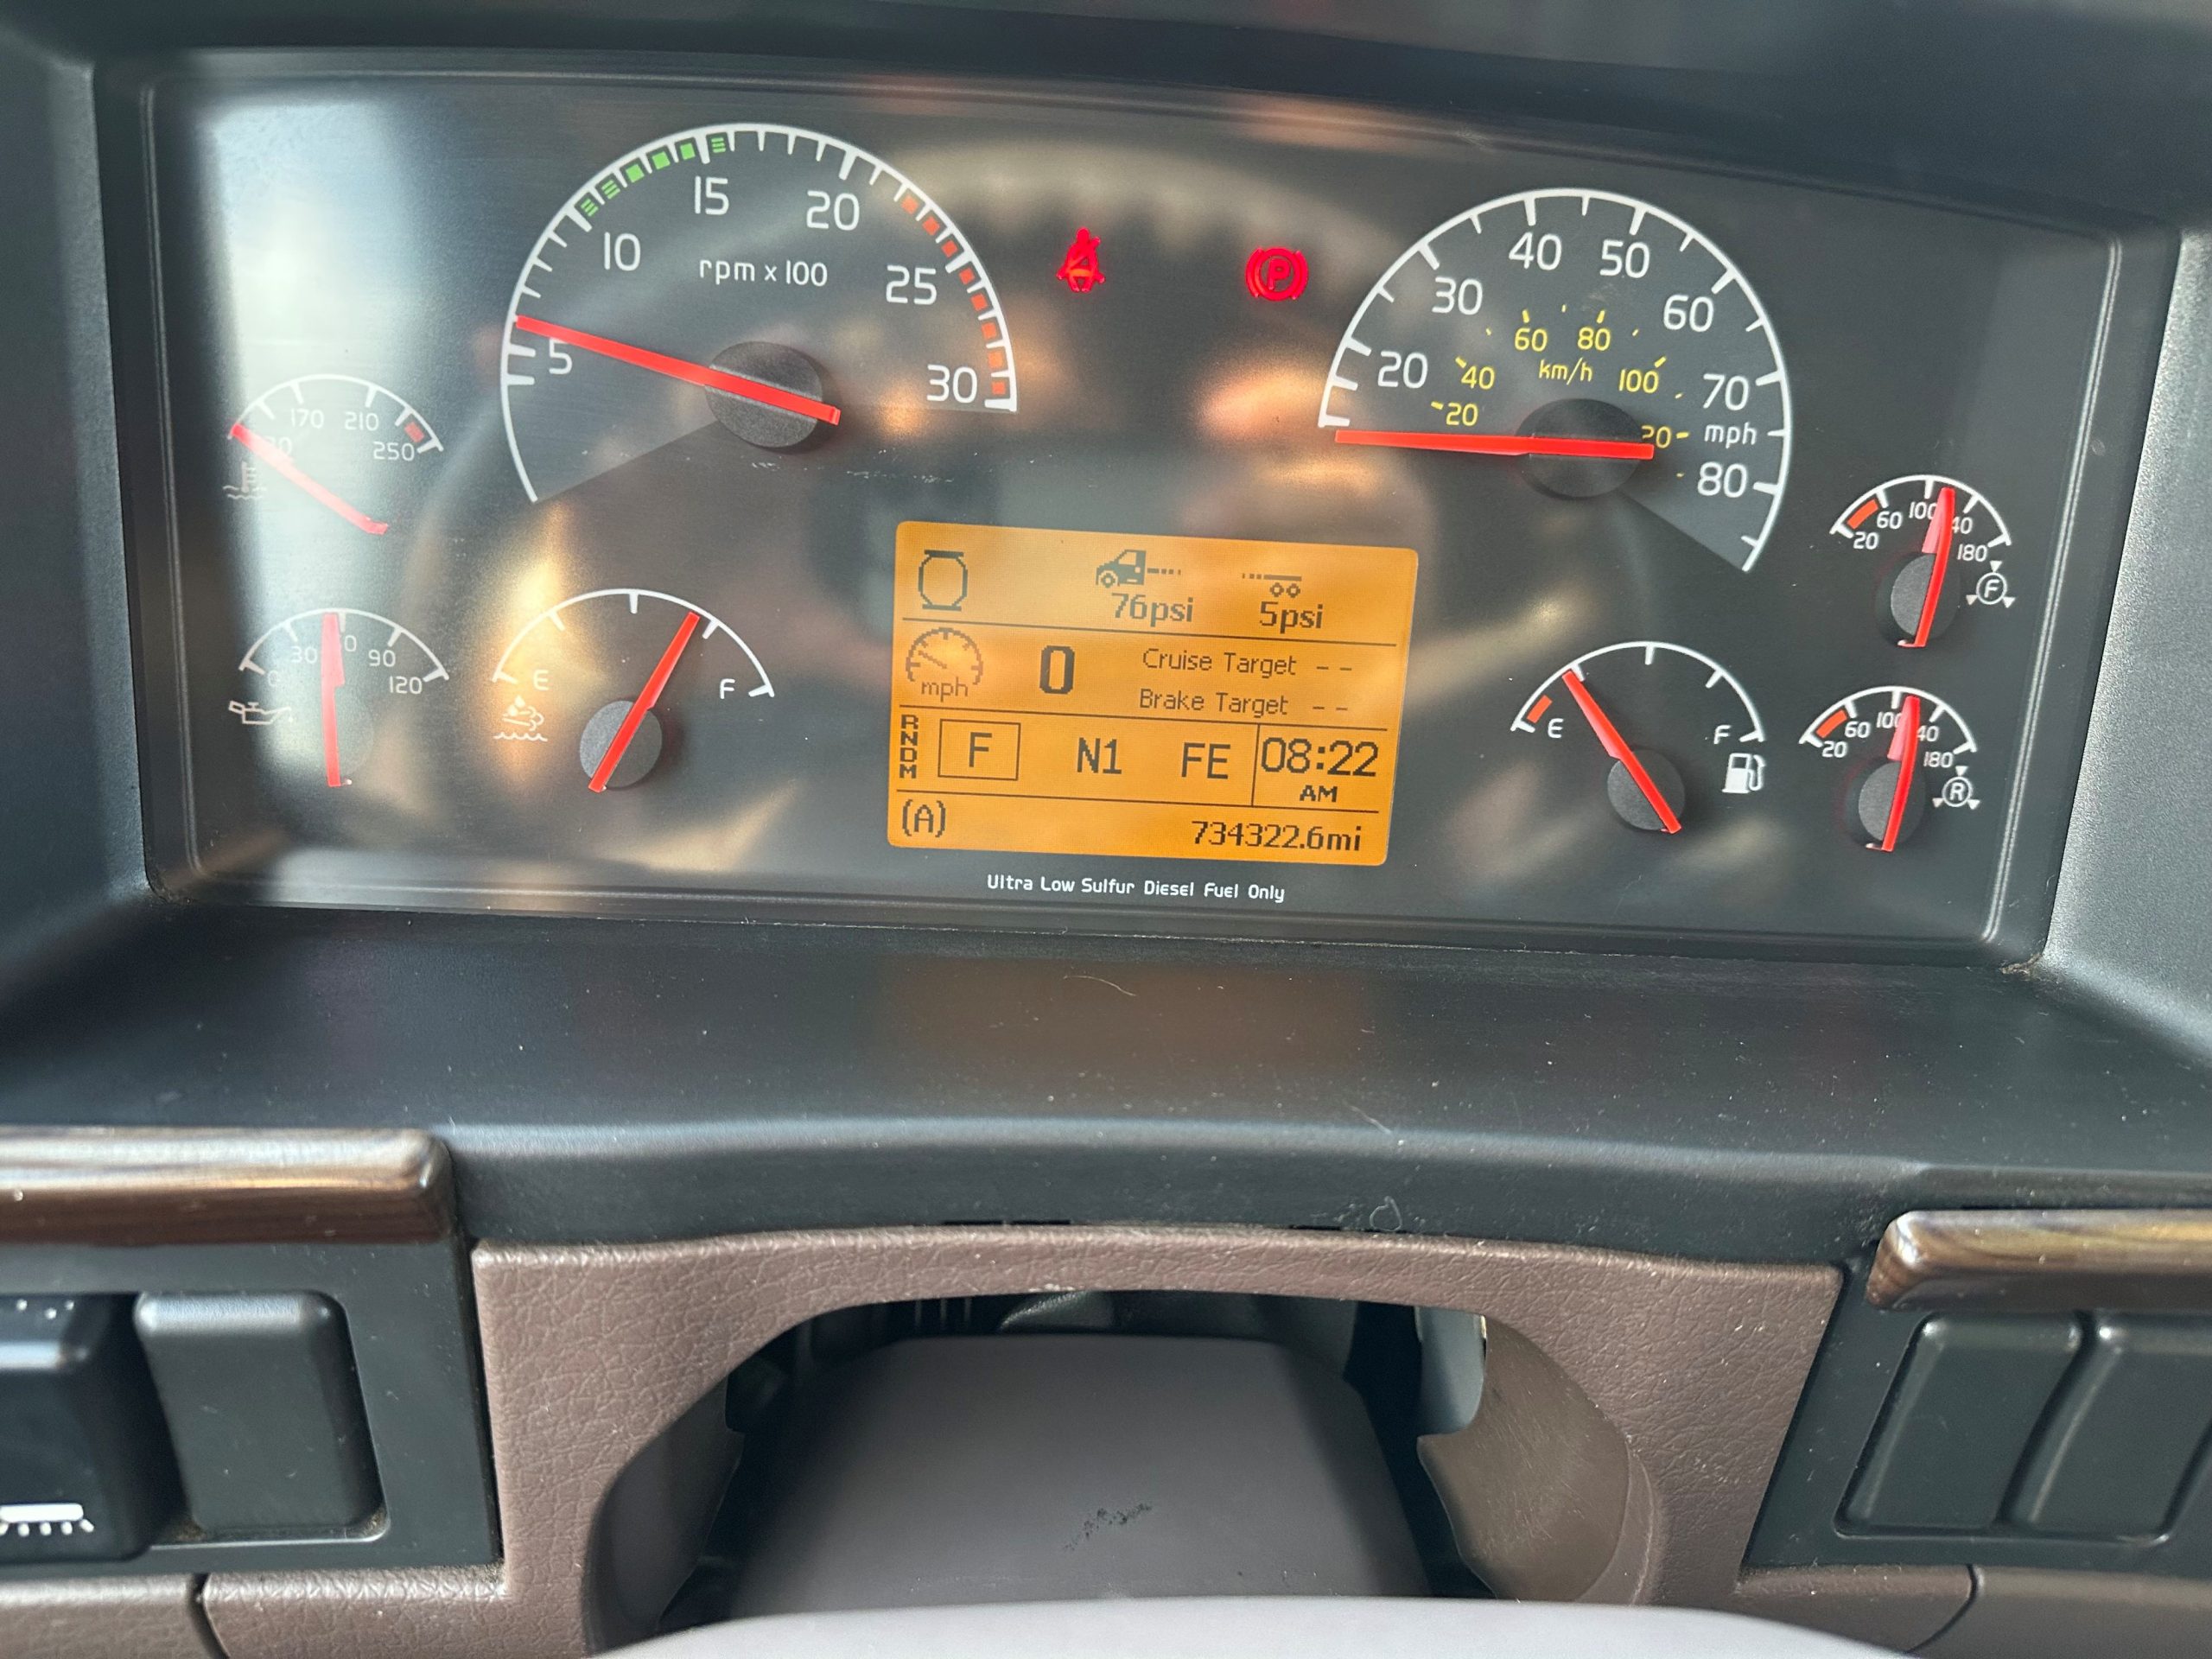 15 20
10 rpm x 100 25
5 30
40 50
30 60
20 70
80
mph
60 80
40 km/h 100
20
170 210
250
30 90
0 120
E F
76psi 5psi
mph 0 Cruise Target --
Brake Target --
R
N
D
M
F N1 FE 08:22
AM
(A) 734322.6mi
Ultra Low Sulfur Diesel Fuel Only
E F
60 100
20 180
F
60 100
20 180
R
P